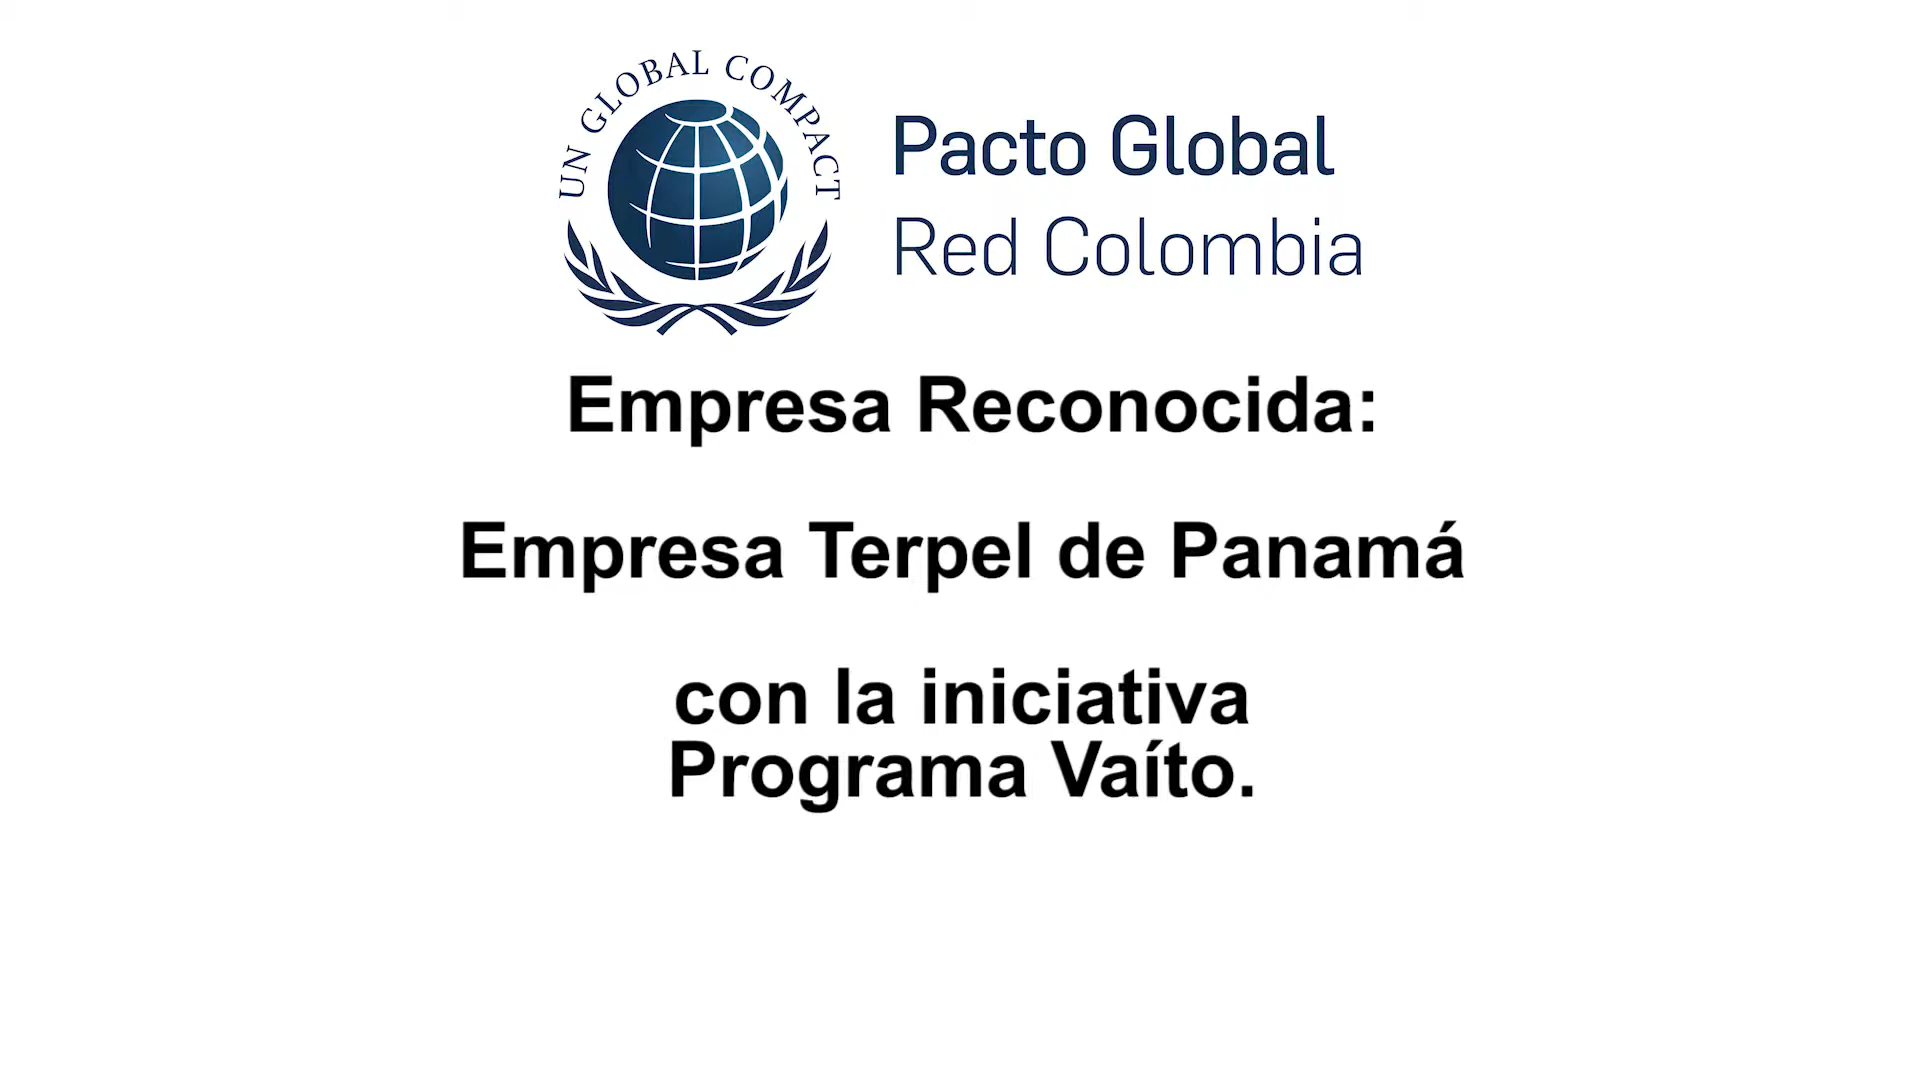 UN GLOBAL COMPACT
Pacto Global
Red Colombia
Empresa Reconocida:
Empresa Terpel de Panamá
con la iniciativa
Programa Vaíto.